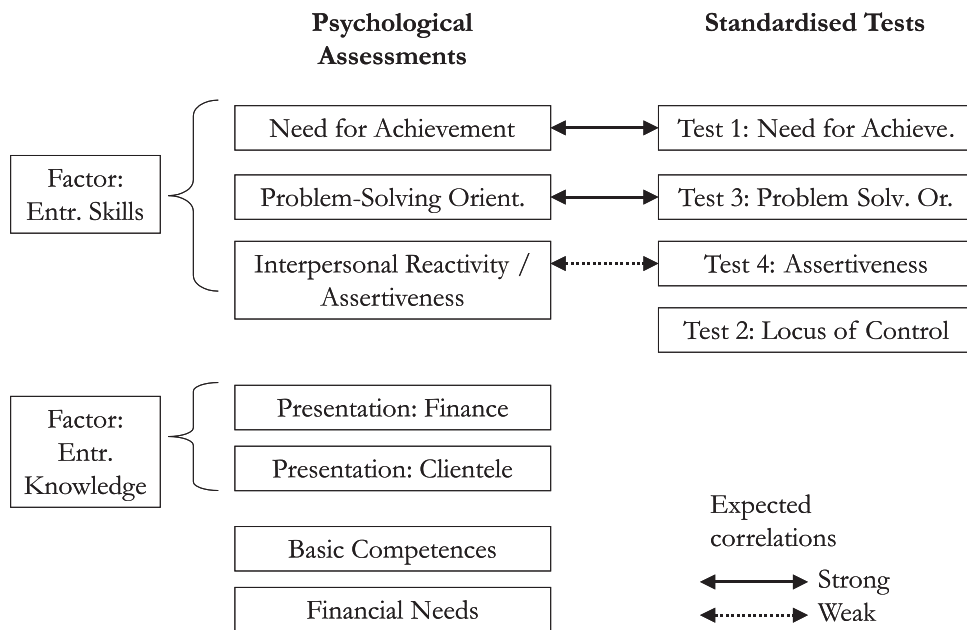 Psychological
Assessments
Standardised Tests
Factor:
Entr. Skills
Need for Achievement
Test 1: Need for Achieve.
Problem-Solving Orient.
Test 3: Problem Solv. Or.
Interpersonal Reactivity /
Assertiveness
Test 4: Assertiveness
Test 2: Locus of Control
Factor:
Entr.
Knowledge
Presentation: Finance
Presentation: Clientele
Basic Competences
Financial Needs
Expected
correlations
Strong
Weak